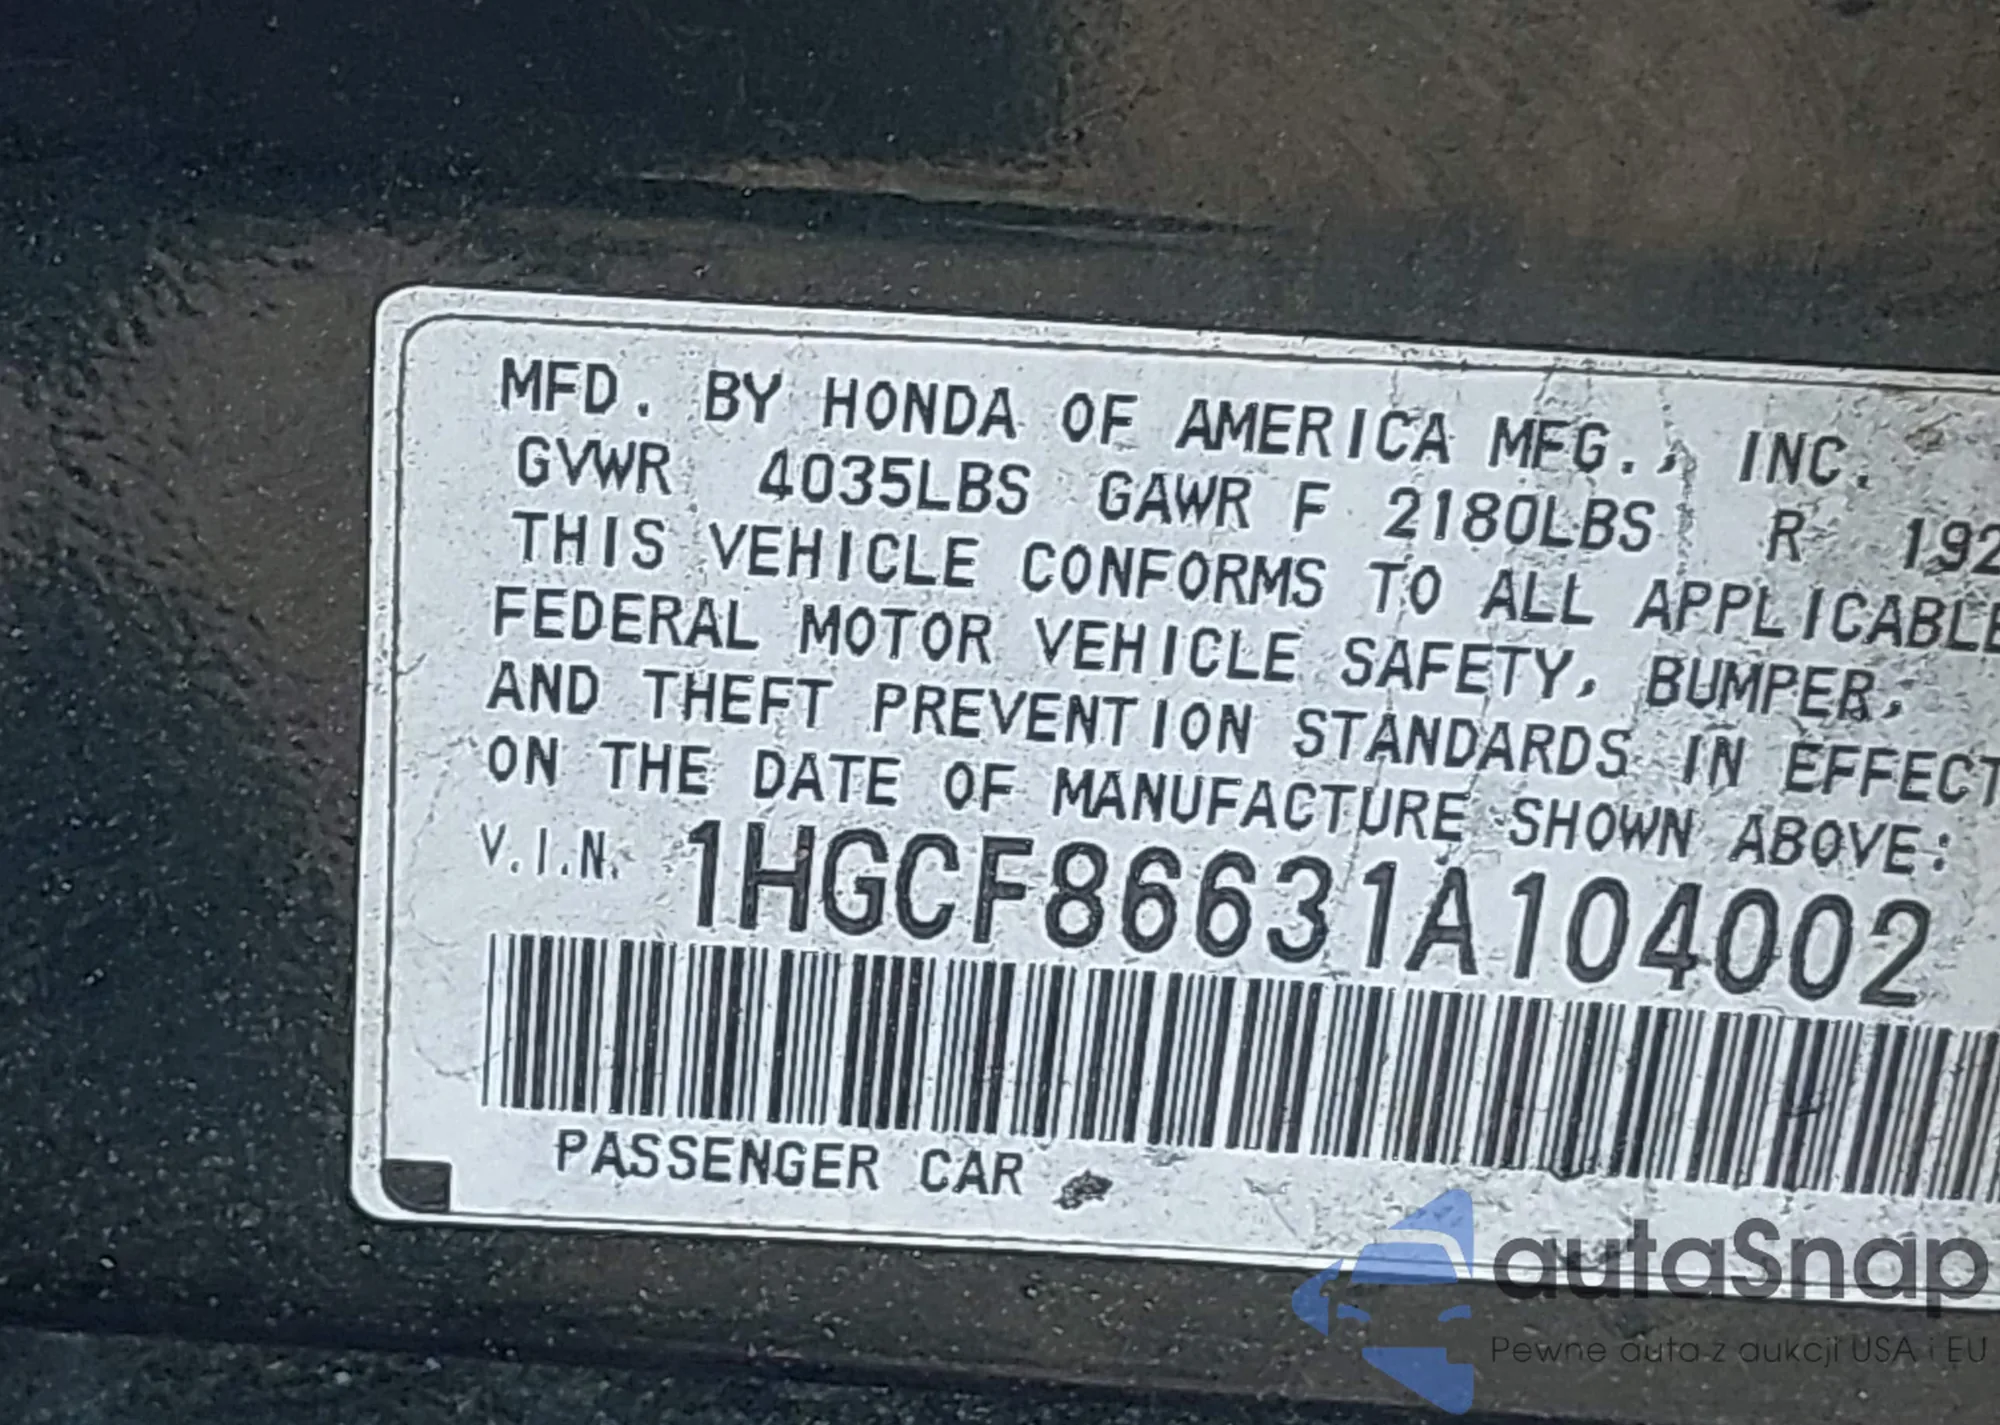 MFD. BY HONDA OF AMERICA MFG., INC.
GVWR 4035LBS GAWR F 2180LBS R 192
THIS VEHICLE CONFORMS TO ALL APPLICABLE
FEDERAL MOTOR VEHICLE SAFETY, BUMPER,
AND THEFT PREVENTION STANDARDS IN EFFECT
ON THE DATE OF MANUFACTURE SHOWN ABOVE:
V.I.N. 1HGCF86631A104002
PASSENGER CAR
autaSnap
Pewne auta z aukcji USA i EU